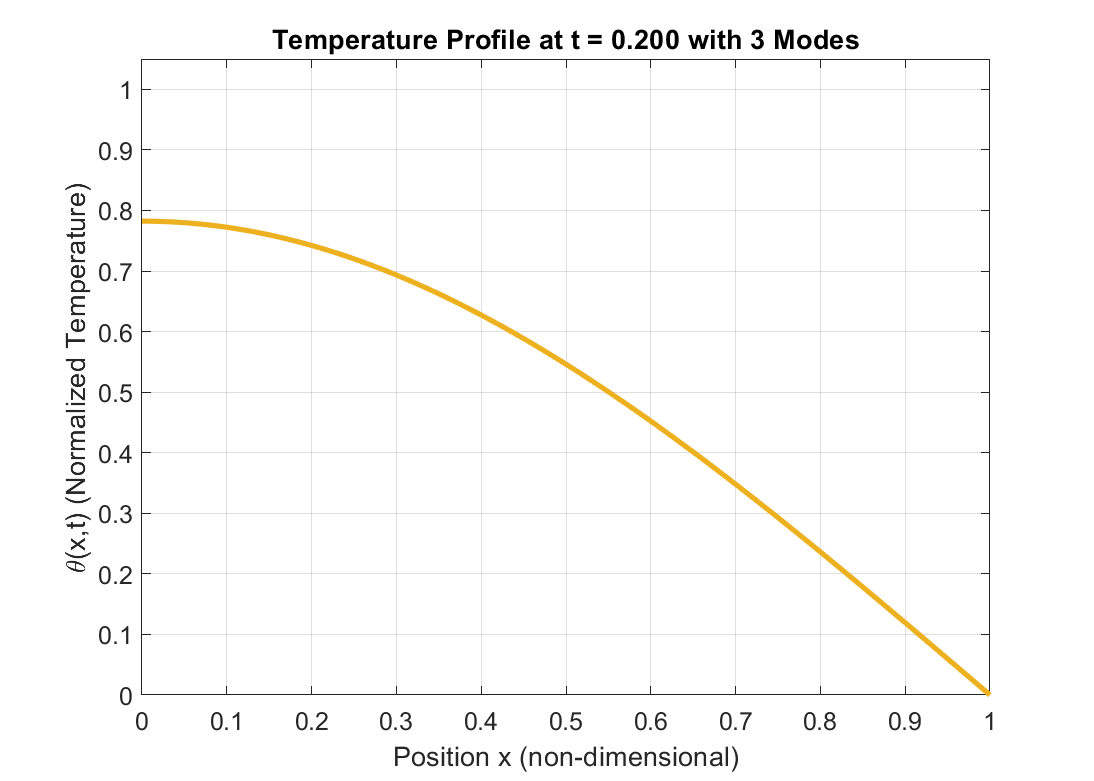 Temperature Profile at t = 0.200 with 3 Modes
θ(x,t) (Normalized Temperature)
1
0.9
0.8
0.7
0.6
0.5
0.4
0.3
0.2
0.1
0
0 0.1 0.2 0.3 0.4 0.5 0.6 0.7 0.8 0.9 1
Position x (non-dimensional)